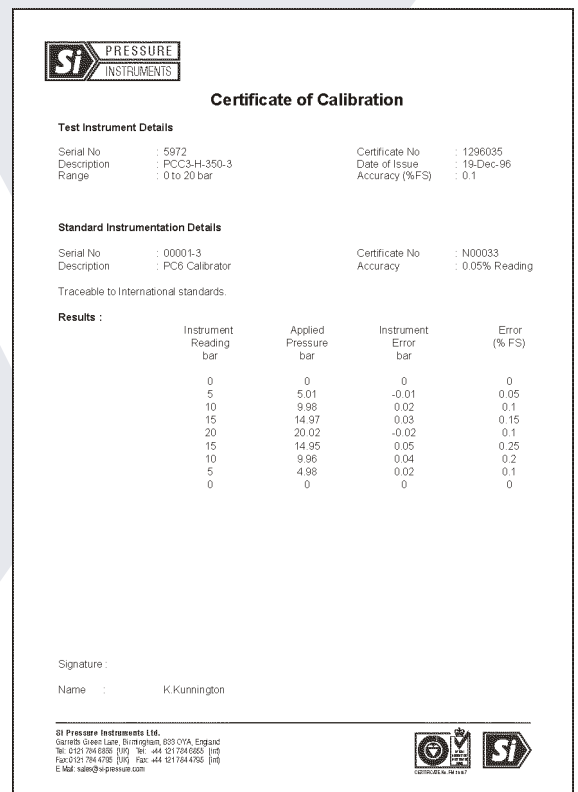 Si PRESSURE
INSTRUMENTS
Certificate of Calibration
Test Instrument Details
Serial No : 5972 Certificate No : 1296035
Description : PCC3-H-350-3 Date of Issue : 19-Dec-96
Range : 0 to 20 bar Accuracy (%FS) : 0.1
Standard Instrumentation Details
Serial No : 00001-3 Certificate No : N00033
Description : PC6 Calibrator Accuracy : 0.05% Reading
Traceable to International standards.
Results :
Instrument Applied Instrument Error
Reading Pressure Error (% FS)
bar bar bar
0 0 0 0
5 5.01 -0.01 0.05
10 9.98 0.02 0.1
15 14.97 0.03 0.15
20 20.02 -0.02 0.1
15 14.95 0.05 0.25
10 9.96 0.04 0.2
5 4.98 0.02 0.1
0 0 0 0
Signature :
Name : K.Kunnington
SI Pressure Instruments Ltd.
Garretts Green Lane, Birmingham, B33 OYA, England
Tel: 0121 784 6855 (UK) Tel: +44 121 784 6855 (int)
Fax: 0121 784 4795 (UK) Fax: +44 121 784 4795 (int)
E Mail: sales@si-pressure.com
Si